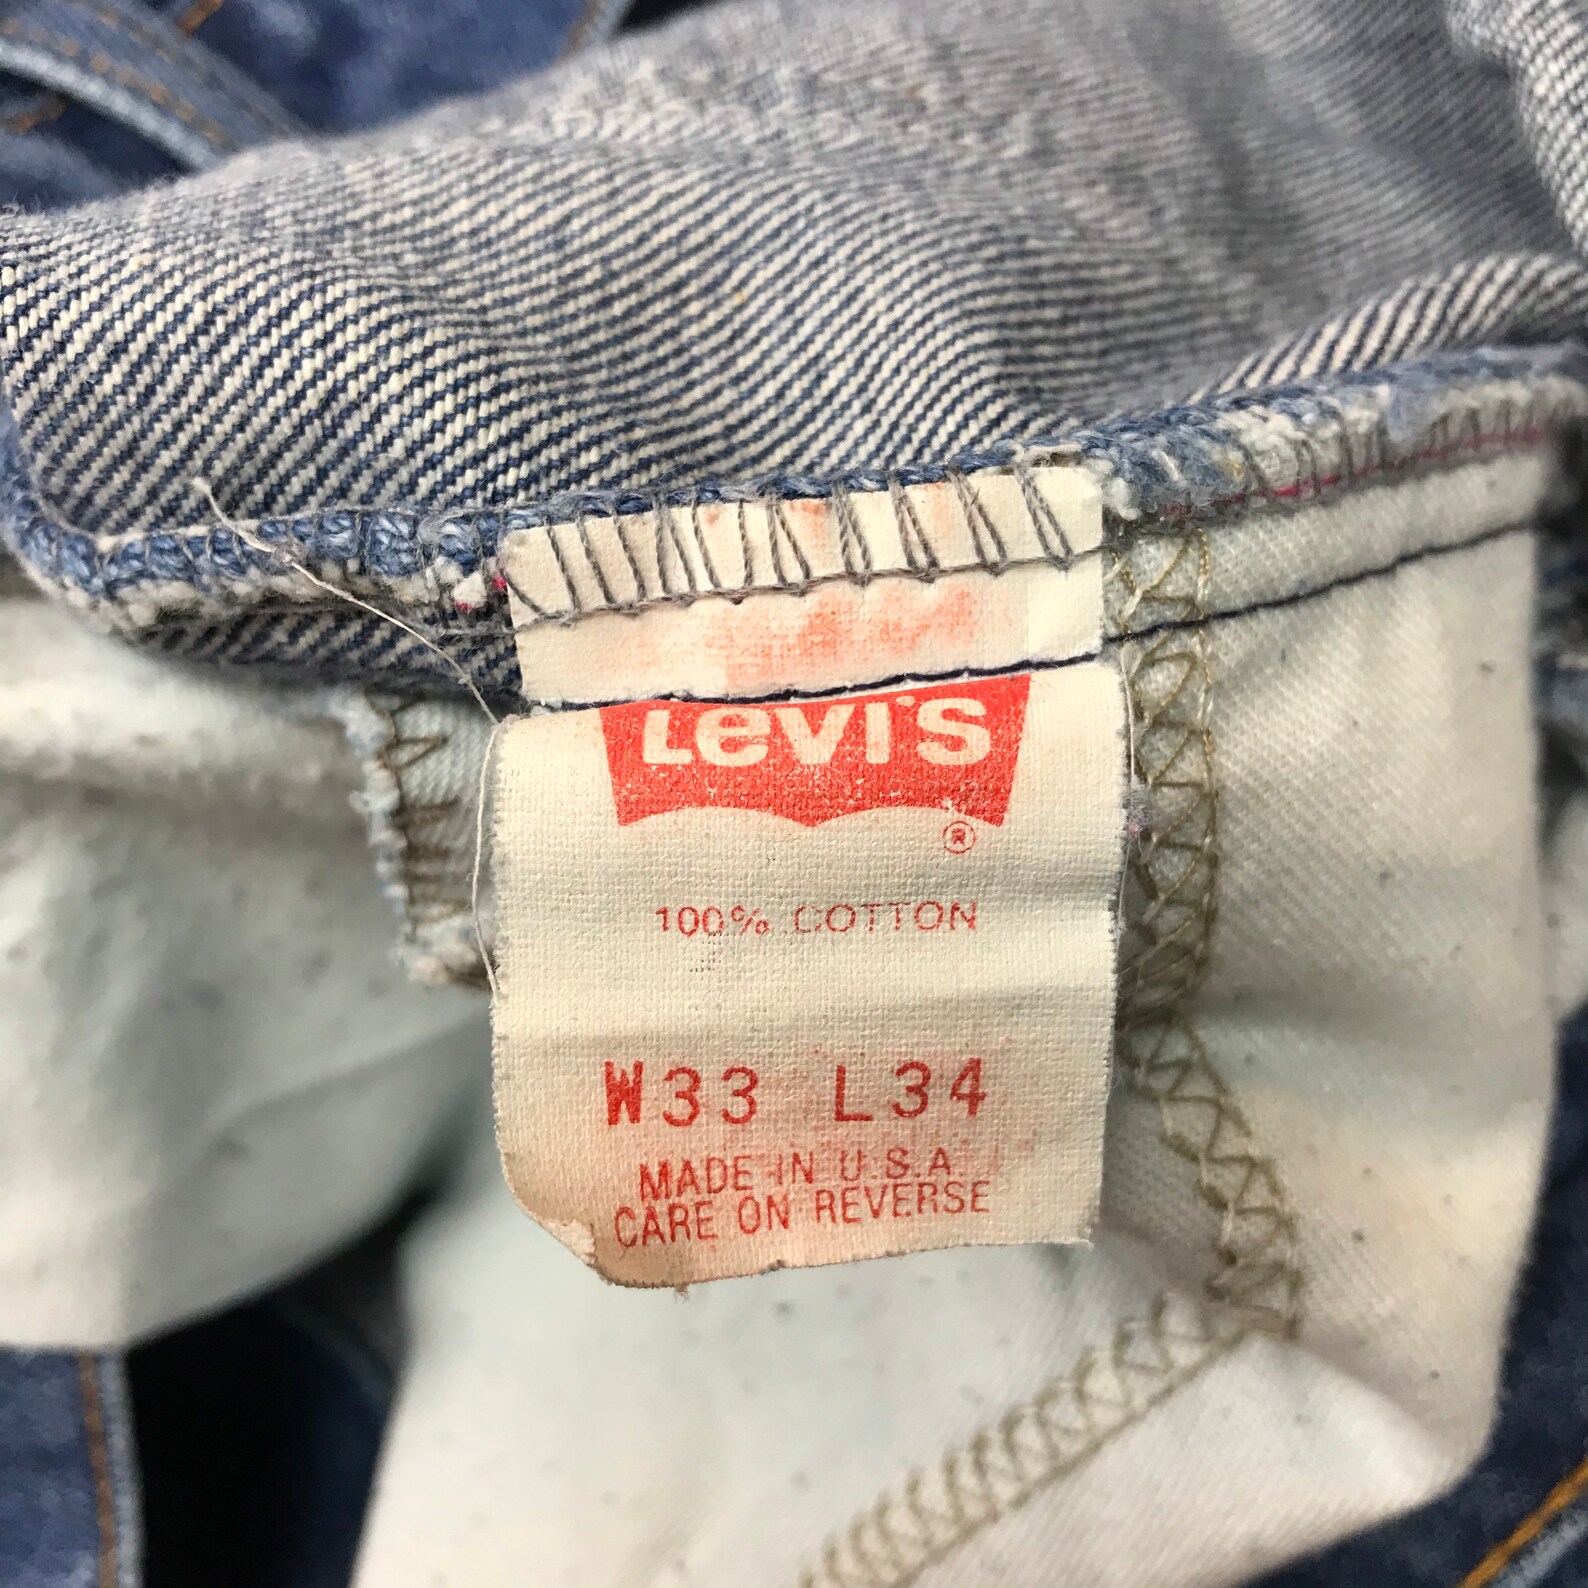 Levi's
®
100% COTTON
W33 L34
MADE IN U.S.A.
CARE ON REVERSE